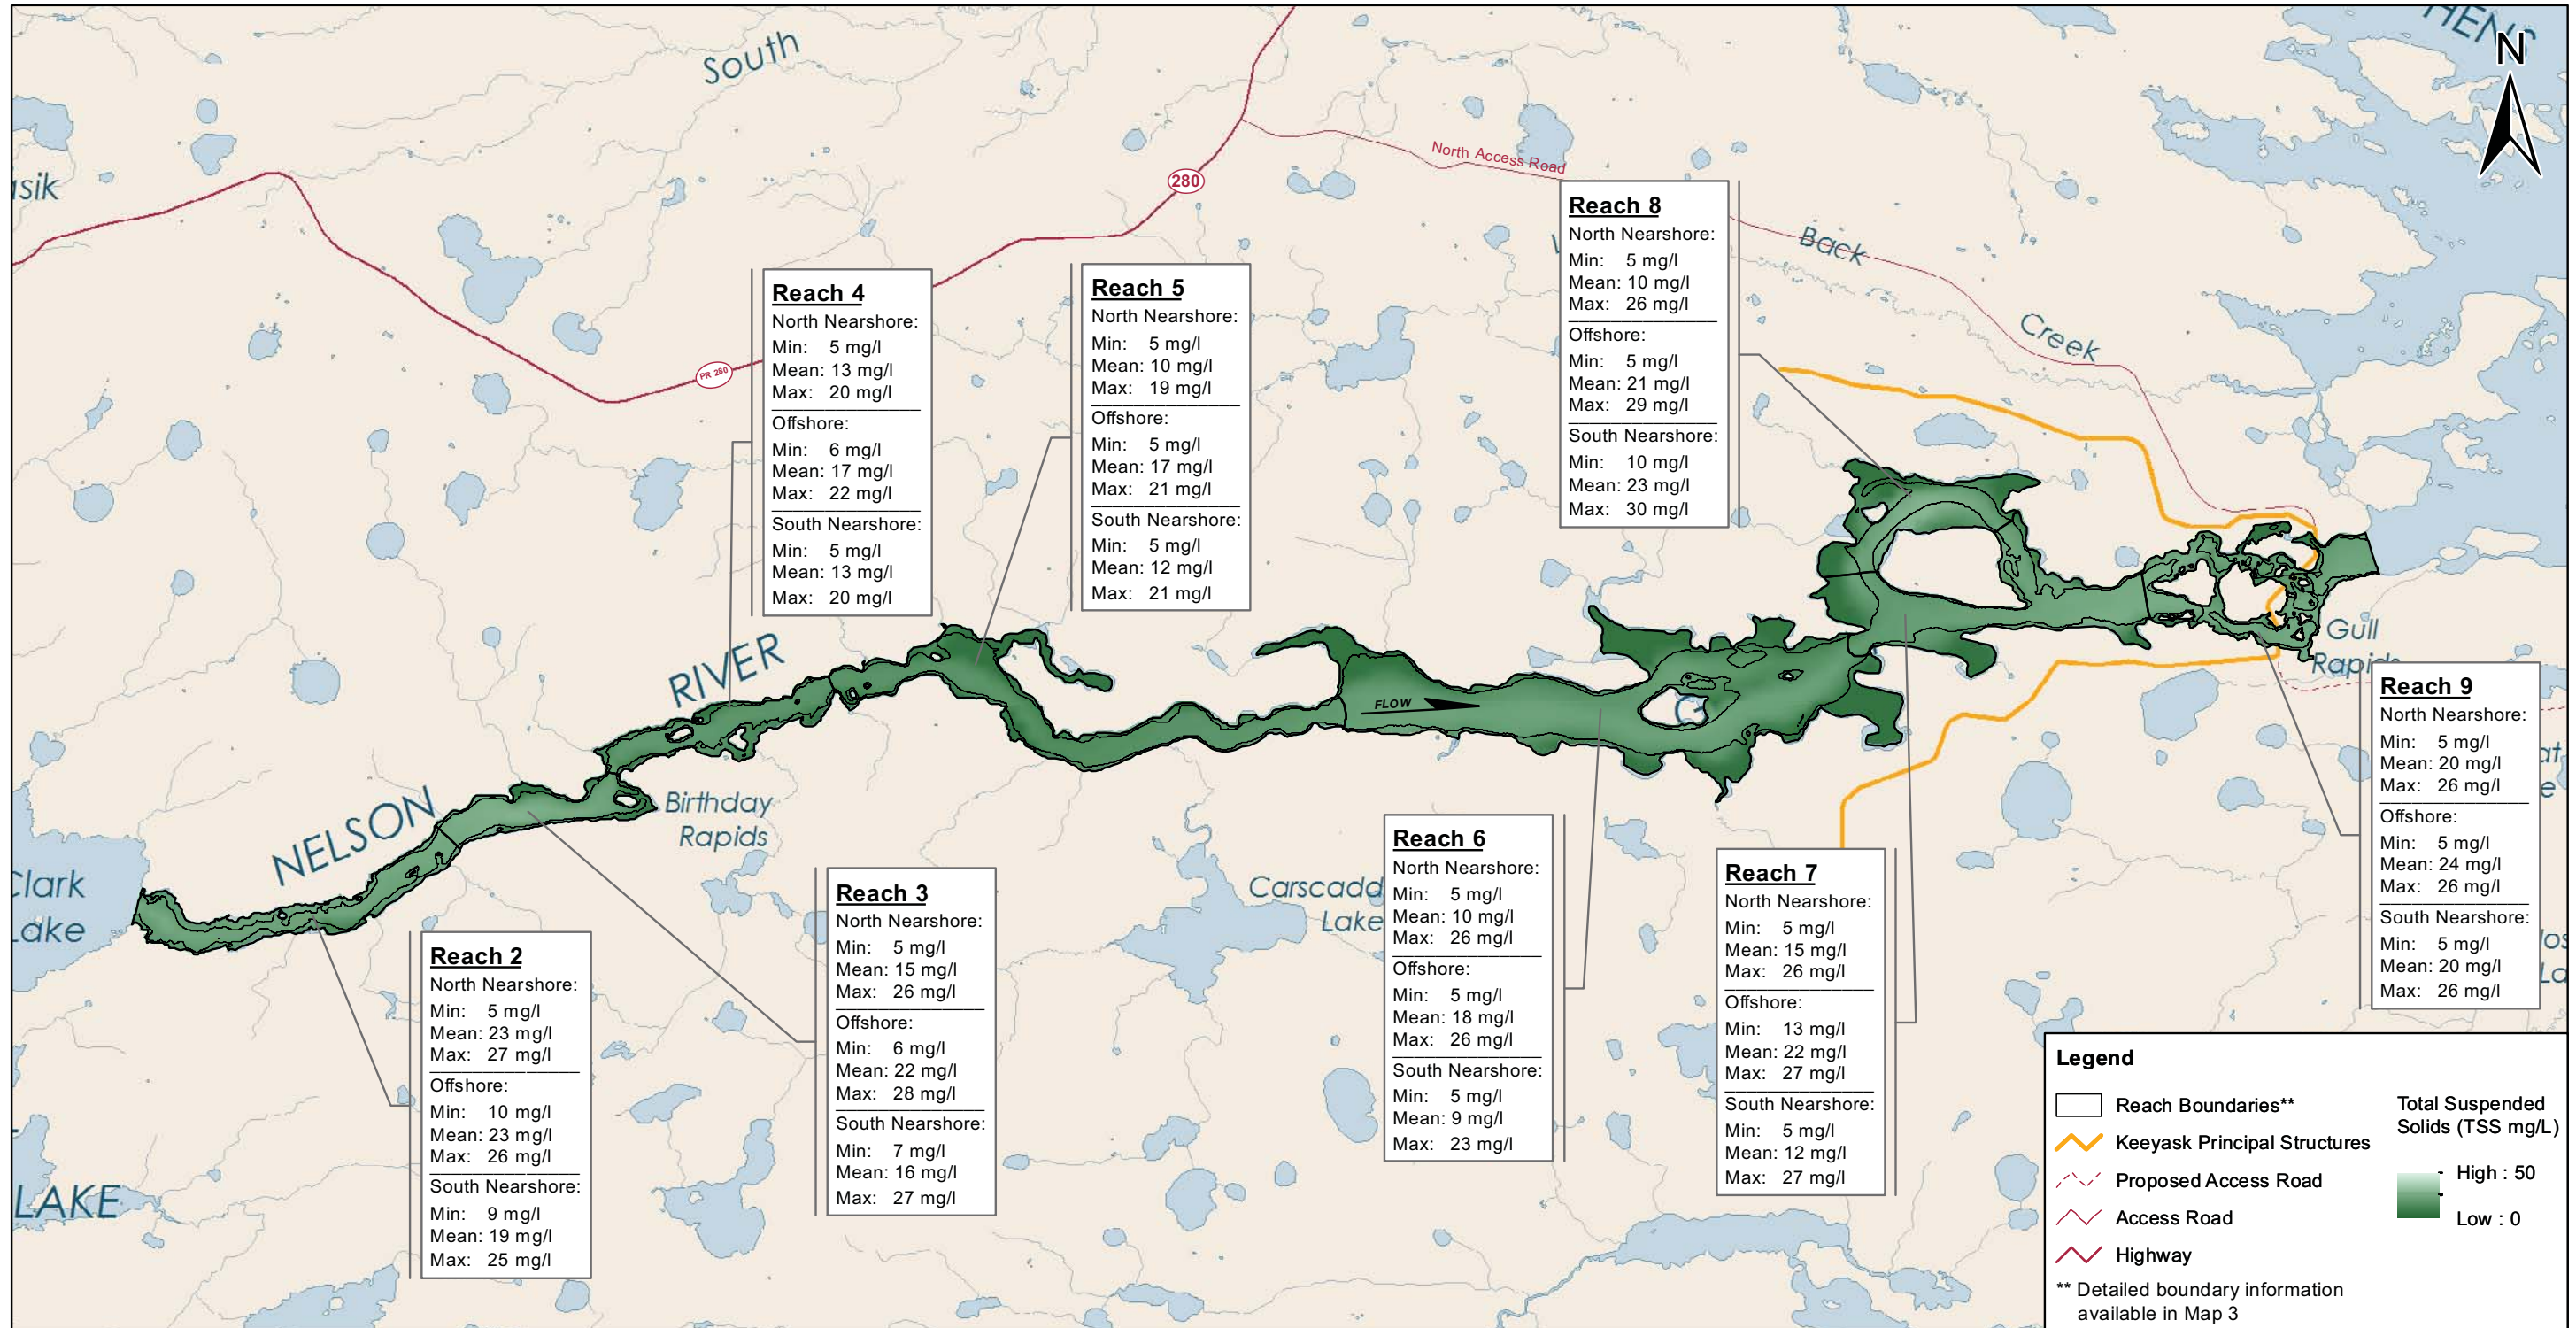 HENS
N
South
asik
280
North Access Road
PR 280
Back
Creek
Reach 4
North Nearshore:
Min: 5 mg/l
Mean: 13 mg/l
Max: 20 mg/l
Offshore:
Min: 6 mg/l
Mean: 17 mg/l
Max: 22 mg/l
South Nearshore:
Min: 5 mg/l
Mean: 13 mg/l
Max: 20 mg/l
Reach 5
North Nearshore:
Min: 5 mg/l
Mean: 10 mg/l
Max: 19 mg/l
Offshore:
Min: 5 mg/l
Mean: 17 mg/l
Max: 21 mg/l
South Nearshore:
Min: 5 mg/l
Mean: 12 mg/l
Max: 21 mg/l
Reach 8
North Nearshore:
Min: 5 mg/l
Mean: 10 mg/l
Max: 26 mg/l
Offshore:
Min: 5 mg/l
Mean: 21 mg/l
Max: 29 mg/l
South Nearshore:
Min: 10 mg/l
Mean: 23 mg/l
Max: 30 mg/l
NELSON RIVER
FLOW
Birthday
Rapids
Gull
Rapids
Clark
Lake
Carscadd
Lake
LAKE
Reach 2
North Nearshore:
Min: 5 mg/l
Mean: 23 mg/l
Max: 27 mg/l
Offshore:
Min: 10 mg/l
Mean: 23 mg/l
Max: 26 mg/l
South Nearshore:
Min: 9 mg/l
Mean: 19 mg/l
Max: 25 mg/l
Reach 3
North Nearshore:
Min: 5 mg/l
Mean: 15 mg/l
Max: 26 mg/l
Offshore:
Min: 6 mg/l
Mean: 22 mg/l
Max: 28 mg/l
South Nearshore:
Min: 7 mg/l
Mean: 16 mg/l
Max: 27 mg/l
Reach 6
North Nearshore:
Min: 5 mg/l
Mean: 10 mg/l
Max: 26 mg/l
Offshore:
Min: 5 mg/l
Mean: 18 mg/l
Max: 26 mg/l
South Nearshore:
Min: 5 mg/l
Mean: 9 mg/l
Max: 23 mg/l
Reach 7
North Nearshore:
Min: 5 mg/l
Mean: 15 mg/l
Max: 26 mg/l
Offshore:
Min: 13 mg/l
Mean: 22 mg/l
Max: 27 mg/l
South Nearshore:
Min: 5 mg/l
Mean: 12 mg/l
Max: 27 mg/l
Reach 9
North Nearshore:
Min: 5 mg/l
Mean: 20 mg/l
Max: 26 mg/l
Offshore:
Min: 5 mg/l
Mean: 24 mg/l
Max: 26 mg/l
South Nearshore:
Min: 5 mg/l
Mean: 20 mg/l
Max: 26 mg/l
Legend
Reach Boundaries**
Keeyask Principal Structures
Proposed Access Road
Access Road
Highway
** Detailed boundary information
available in Map 3
Total Suspended
Solids (TSS mg/L)
High : 50
Low : 0